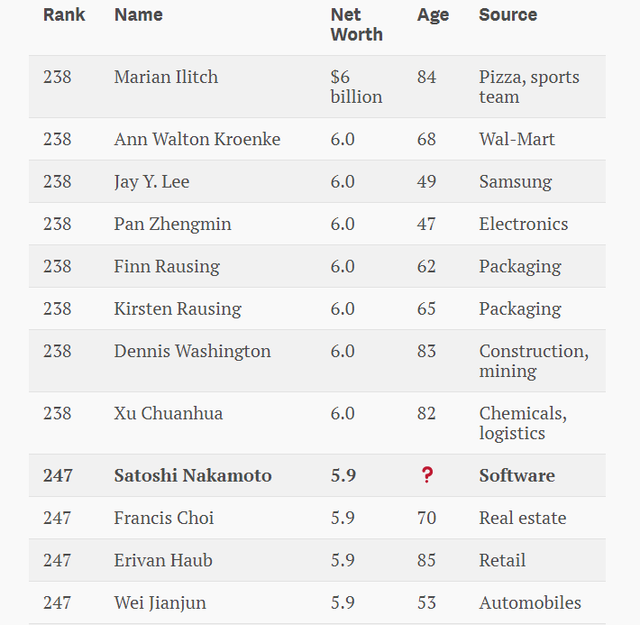 Rank Name Net Worth Age Source
238 Marian Ilitch $6 billion 84 Pizza, sports team
238 Ann Walton Kroenke 6.0 68 Wal-Mart
238 Jay Y. Lee 6.0 49 Samsung
238 Pan Zhengmin 6.0 47 Electronics
238 Finn Rausing 6.0 62 Packaging
238 Kirsten Rausing 6.0 65 Packaging
238 Dennis Washington 6.0 83 Construction, mining
238 Xu Chuanhua 6.0 82 Chemicals, logistics
247 Satoshi Nakamoto 5.9 ? Software
247 Francis Choi 5.9 70 Real estate
247 Erivan Haub 5.9 85 Retail
247 Wei Jianjun 5.9 53 Automobiles